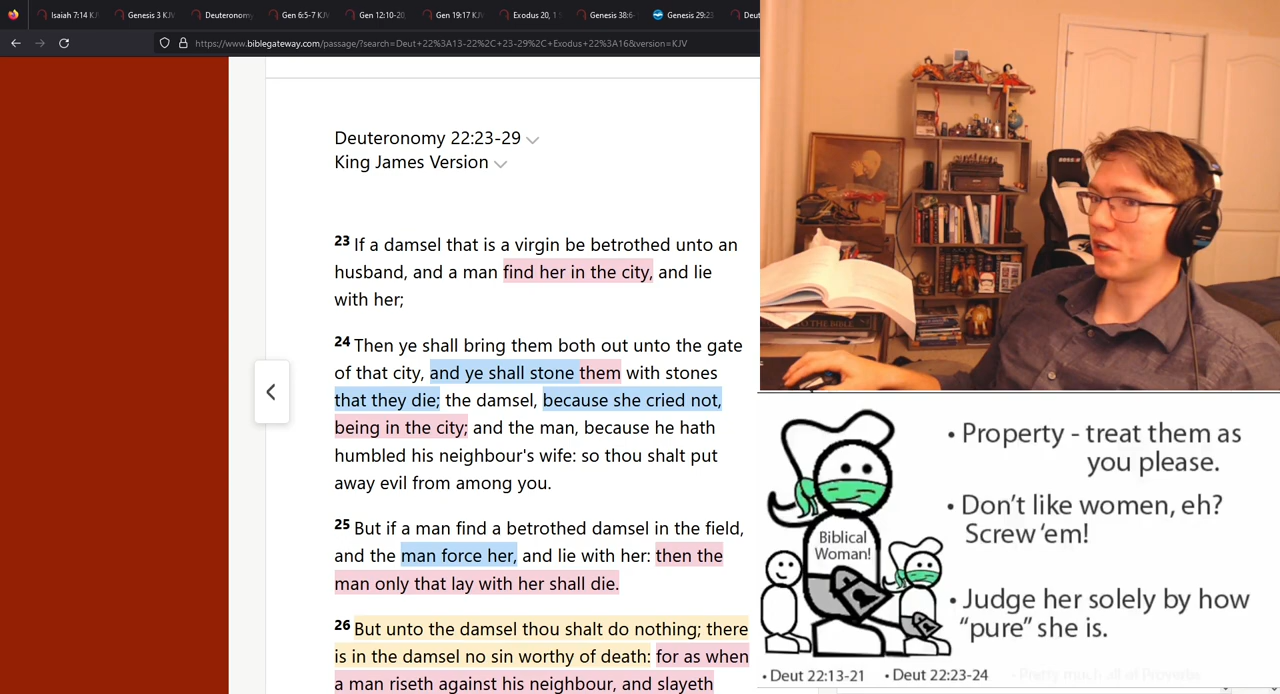 Isaiah 7:14 KJV
Genesis 3 KJV
Deuteronomy
Gen 6:5-7 KJV
Gen 12:10-20,
Gen 19:17 KJV
Exodus 20, 1
Genesis 38:6-
Genesis 29:23
Deut
https://www.biblegateway.com/passage/?search=Deut+22%3A13-22%2C+23-29%2C+Exodus+22%3A16&version=KJV
Deuteronomy 22:23-29
King James Version
23 If a damsel that is a virgin be betrothed unto an
husband, and a man find her in the city, and lie
with her;
24 Then ye shall bring them both out unto the gate
of that city, and ye shall stone them with stones
that they die; the damsel, because she cried not,
being in the city; and the man, because he hath
humbled his neighbour's wife: so thou shalt put
away evil from among you.
25 But if a man find a betrothed damsel in the field,
and the man force her, and lie with her: then the
man only that lay with her shall die.
26 But unto the damsel thou shalt do nothing; there
is in the damsel no sin worthy of death: for as when
a man riseth against his neighbour, and slayeth
Biblical
Woman!
• Property - treat them as
you please.
• Don't like women, eh?
Screw 'em!
• Judge her solely by how
"pure" she is.
• Deut 22:13-21
• Deut 22:23-24
Pretty much all of Proverbs